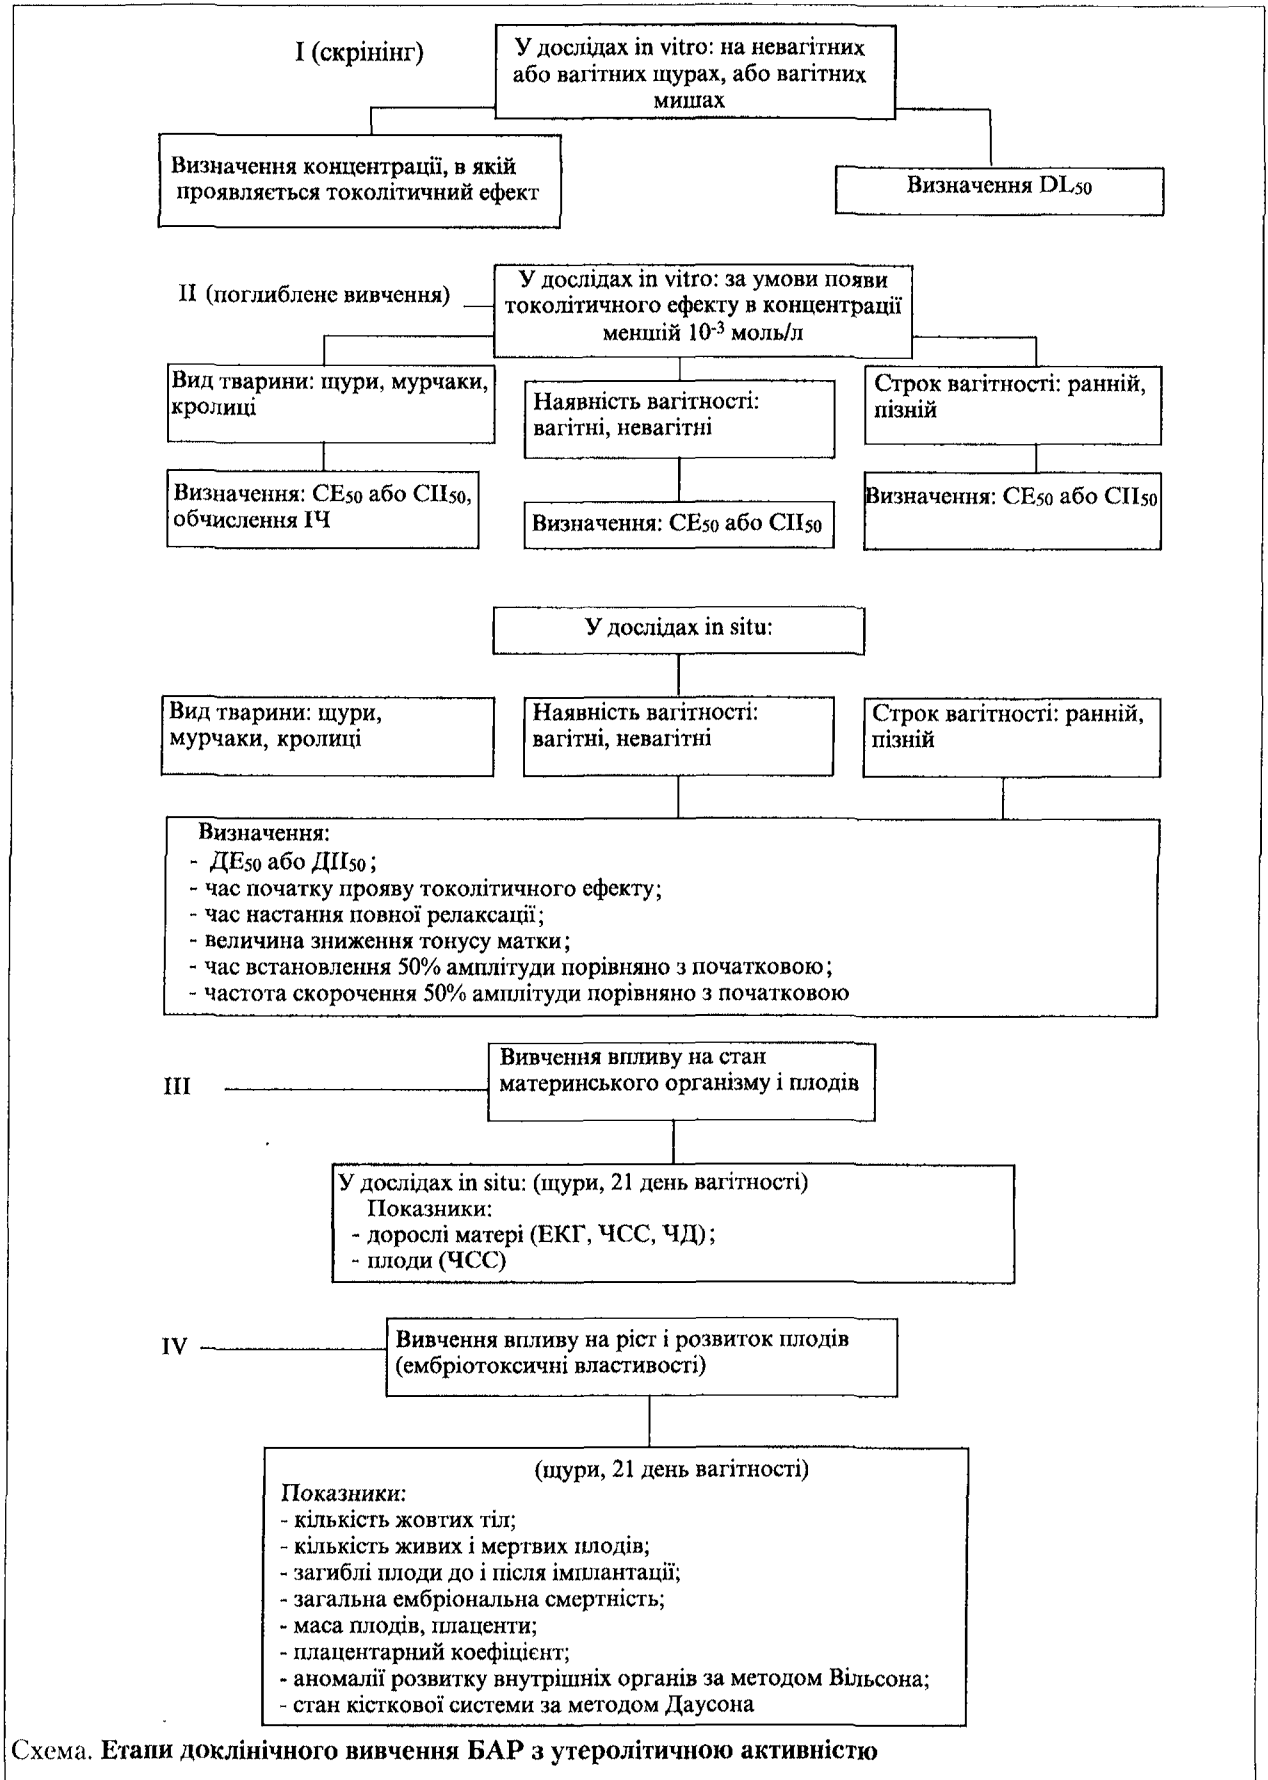 I (скрінінг)
У дослідах in vitro: на невагітних
або вагітних щурах, або вагітних
мишах
Визначення концентрації, в якій
проявляється токолітичний ефект
Визначення DL50
II (поглиблене вивчення)
У дослідах in vitro: за умови появи
токолітичного ефекту в концентрації
меншій 10-3 моль/л
Вид тварини: щури, мурчаки,
кролиці
Наявність вагітності:
вагітні, невагітні
Строк вагітності: ранній,
пізній
Визначення: СЕ50 або СП50,
обчислення ІЧ
Визначення: СЕ50 або СП50
Визначення: СЕ50 або СП50
У дослідах in situ:
Вид тварини: щури,
мурчаки, кролиці
Наявність вагітності:
вагітні, невагітні
Строк вагітності: ранній,
пізній
Визначення:
- ДЕ50 або ДП50;
- час початку прояву токолітичного ефекту;
- час настання повної релаксації;
- величина зниження тонусу матки;
- час встановлення 50% амплітуди порівняно з початковою;
- частота скорочення 50% амплітуди порівняно з початковою
III
Вивчення впливу на стан
материнського організму і плодів
У дослідах in situ: (щури, 21 день вагітності)
Показники:
- дорослі матері (ЕКГ, ЧСС, ЧД);
- плоди (ЧСС)
IV
Вивчення впливу на ріст і розвиток плодів
(ембріотоксичні властивості)
(щури, 21 день вагітності)
Показники:
- кількість жовтих тіл;
- кількість живих і мертвих плодів;
- загиблі плоди до і після імплантації;
- загальна ембріональна смертність;
- маса плодів, плаценти;
- плацентарний коефіцієнт;
- аномалії розвитку внутрішніх органів за методом Вільсона;
- стан кісткової системи за методом Даусона
Схема. Етапи доклінічного вивчення БАР з утеролітичною активністю